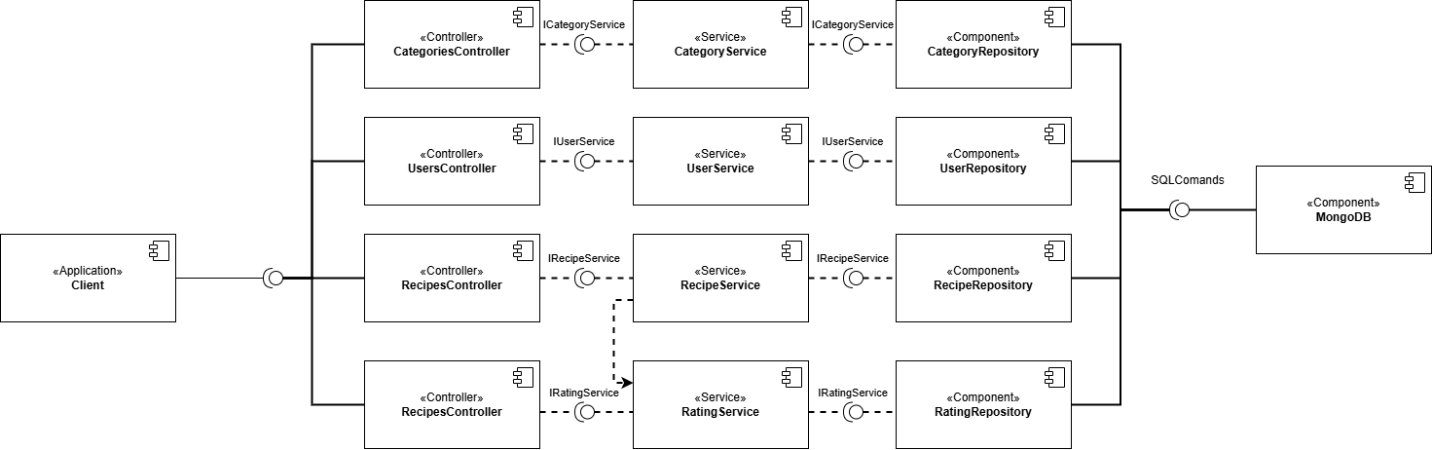 ICategoryService
ICategoryService
«Controller»
CategoriesController
«Service»
CategoryService
«Component»
CategoryRepository
IUserService
IUserService
«Controller»
UsersController
«Service»
UserService
«Component»
UserRepository
SQLComands
«Component»
MongoDB
«Application»
Client
IRecipeService
IRecipeService
«Controller»
RecipesController
«Service»
RecipeService
«Component»
RecipeRepository
IRatingService
IRatingService
«Controller»
RecipesController
«Service»
RatingService
«Component»
RatingRepository